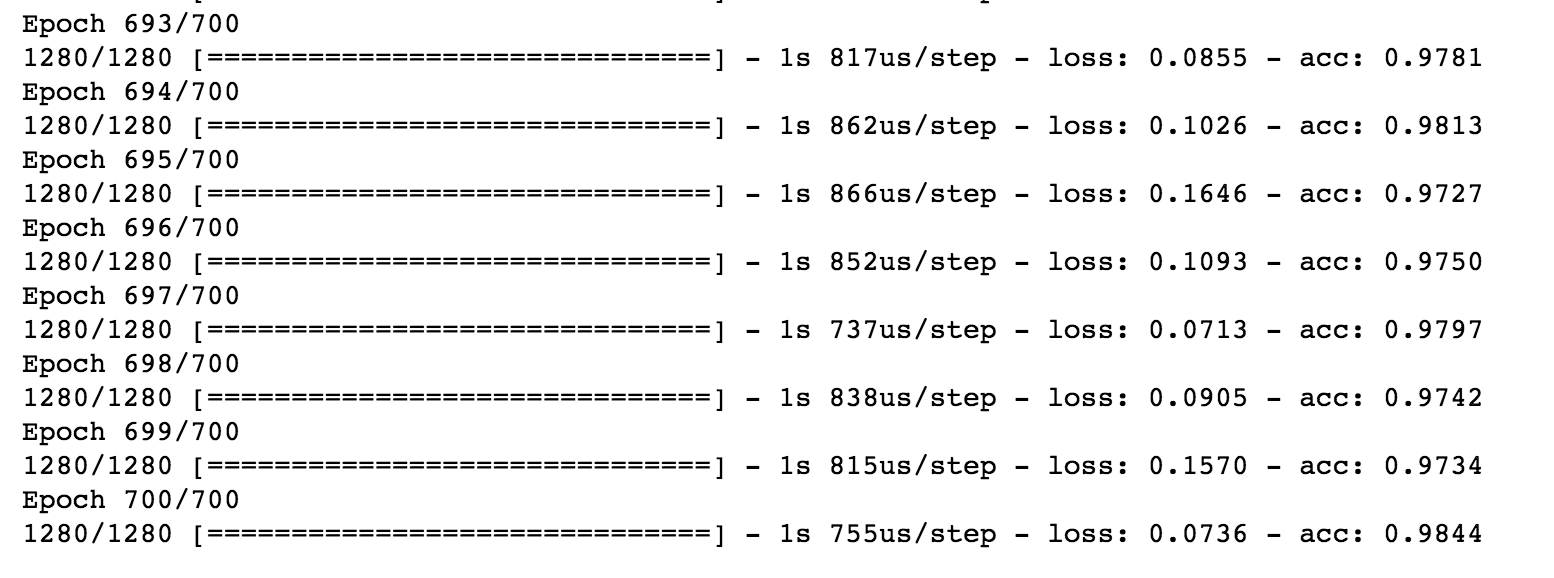 Epoch 693/700
1280/1280 [==============================] - 1s 817us/step - loss: 0.0855 - acc: 0.9781
Epoch 694/700
1280/1280 [==============================] - 1s 862us/step - loss: 0.1026 - acc: 0.9813
Epoch 695/700
1280/1280 [==============================] - 1s 866us/step - loss: 0.1646 - acc: 0.9727
Epoch 696/700
1280/1280 [==============================] - 1s 852us/step - loss: 0.1093 - acc: 0.9750
Epoch 697/700
1280/1280 [==============================] - 1s 737us/step - loss: 0.0713 - acc: 0.9797
Epoch 698/700
1280/1280 [==============================] - 1s 838us/step - loss: 0.0905 - acc: 0.9742
Epoch 699/700
1280/1280 [==============================] - 1s 815us/step - loss: 0.1570 - acc: 0.9734
Epoch 700/700
1280/1280 [==============================] - 1s 755us/step - loss: 0.0736 - acc: 0.9844